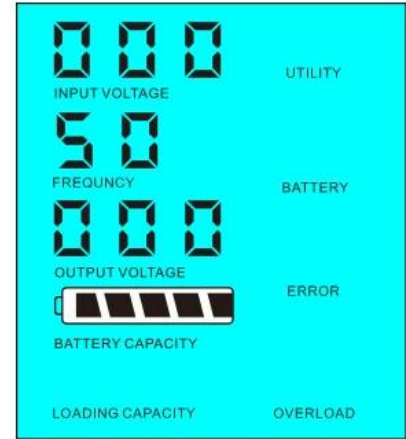 000
UTILITY
INPUT VOLTAGE
50
FREQUNCY
BATTERY
000
OUTPUT VOLTAGE
ERROR
BATTERY CAPACITY
LOADING CAPACITY
OVERLOAD